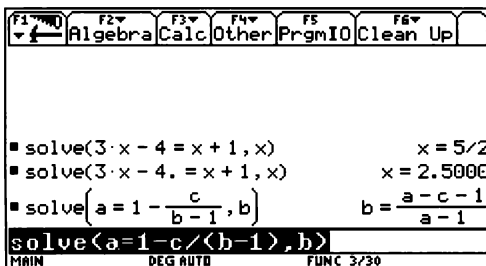 F1 F2 Algebra F3 Calc F4 Other F5 PrgmIO F6 Clean Up
▪ solve(3·x - 4 = x + 1, x) x = 5/2
▪ solve(3·x - 4. = x + 1, x) x = 2.5000
▪ solve(a = 1 - c/(b - 1), b) b = (a - c - 1)/(a - 1)
solve(a=1-c/(b-1),b)
MAIN DEG AUTO FUNC 3/30